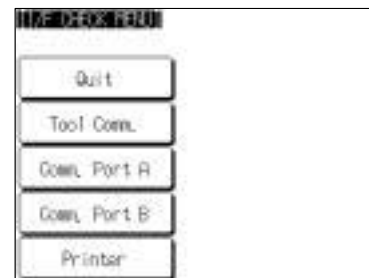 I/F CHECK MENU
Quit
Tool Comm.
Comm. Port A
Comm. Port B
Printer